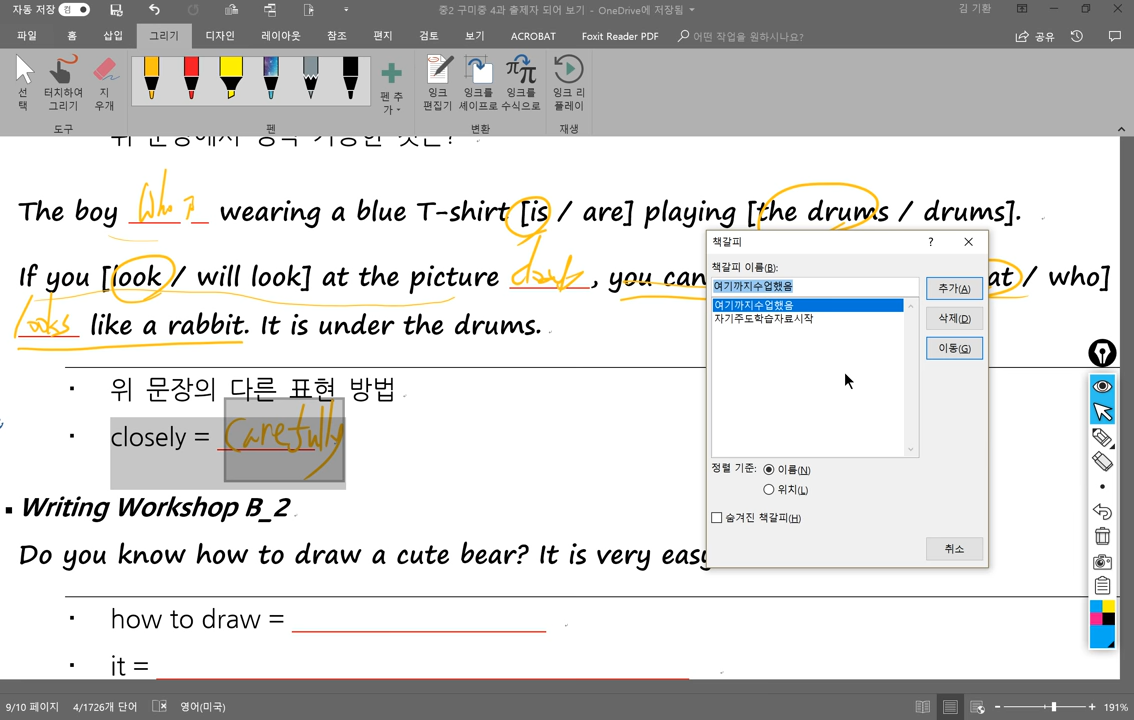 자동 저장 컴
중2 구미중 4과 출제자 되어 보기 - OneDrive에 저장됨
김 기환
파일 홈 삽입 그리기 디자인 레이아웃 참조 편지 검토 보기 ACROBAT Foxit Reader PDF 어떤 작업을 원하시나요? 공유
선택 터치하여 그리기 지우개 펜 추가 잉크 편집기 잉크를 셰이프로 잉크를 수식으로 잉크 리플레이
도구 펜 변환 재생
The boy who is wearing a blue T-shirt [is / are] playing [the drums / drums].
If you [look / will look] at the picture, you can at / who]
looks like a rabbit. It is under the drums.
위 문장의 다른 표현 방법
closely = carefully
Writing Workshop B_2
Do you know how to draw a cute bear? It is very easy
how to draw =
it =
책갈피 ?
책갈피 이름(B):
여기까지수업했음
추가(A)
여기까지수업했음
자기주도학습자료시작
삭제(D)
이동(G)
정렬 기준: 이름(N)
위치(L)
숨겨진 책갈피(H)
취소
9/10 페이지 4/1726개 단어 영어(미국) 191%